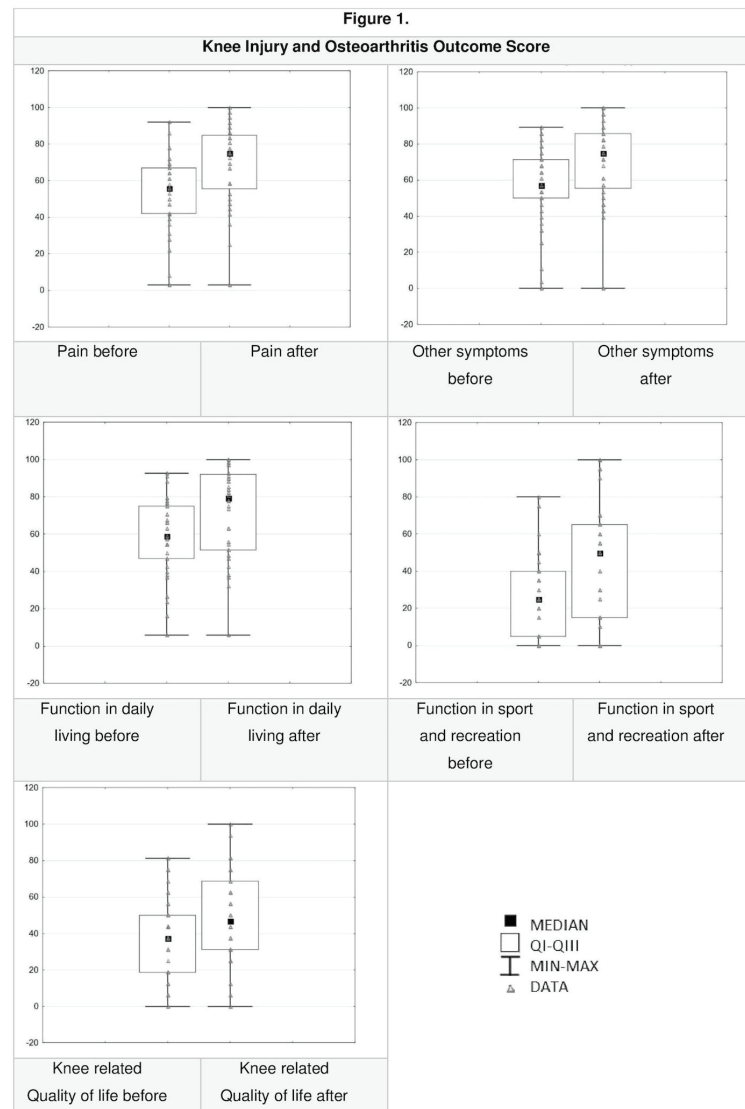 Figure 1.
Knee Injury and Osteoarthritis Outcome Score
120
100
80
60
40
20
0
-20
120
100
80
60
40
20
0
-20
Pain before
Pain after
Other symptoms
before
Other symptoms
after
120
100
80
60
40
20
0
-20
120
100
80
60
40
20
0
-20
Function in daily
living before
Function in daily
living after
Function in sport
and recreation
before
Function in sport
and recreation after
120
100
80
60
40
20
0
-20
MEDIAN
QI-QIII
MIN-MAX
DATA
Knee related
Quality of life before
Knee related
Quality of life after